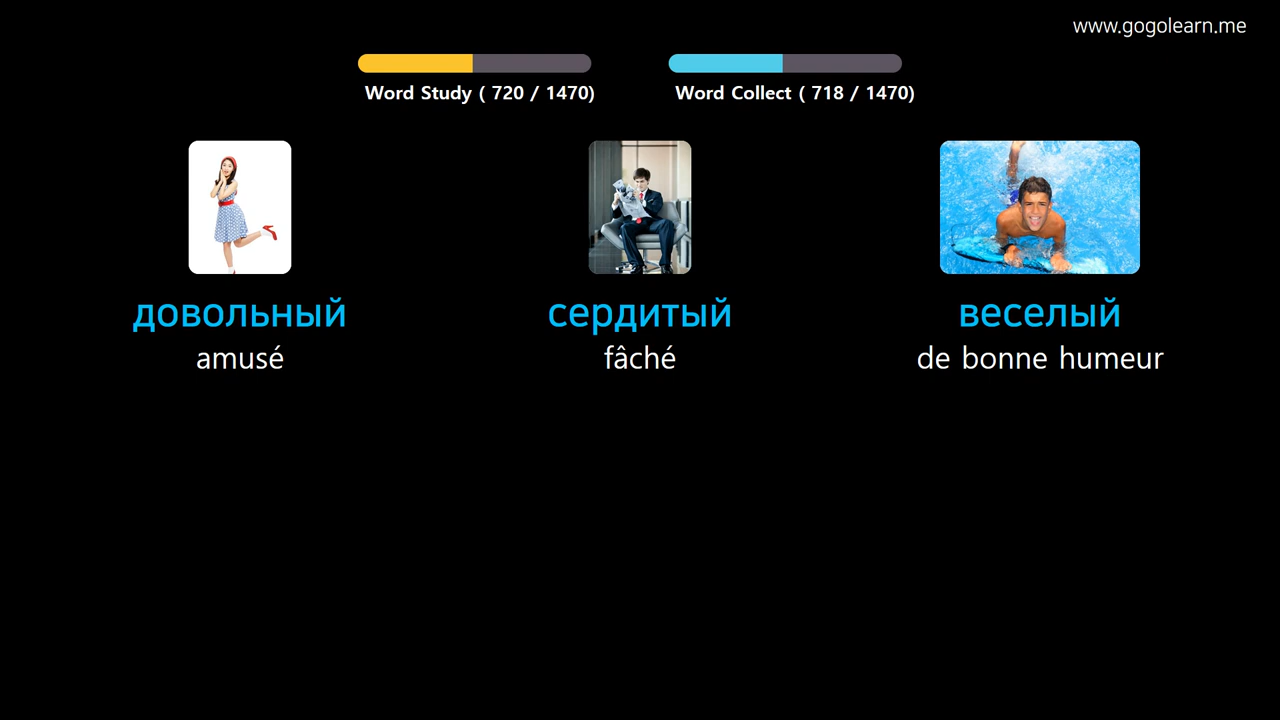 www.gogolearn.me
Word Study ( 720 / 1470)
Word Collect ( 718 / 1470)
довольный
сердитый
веселый
amusé
fâché
de bonne humeur